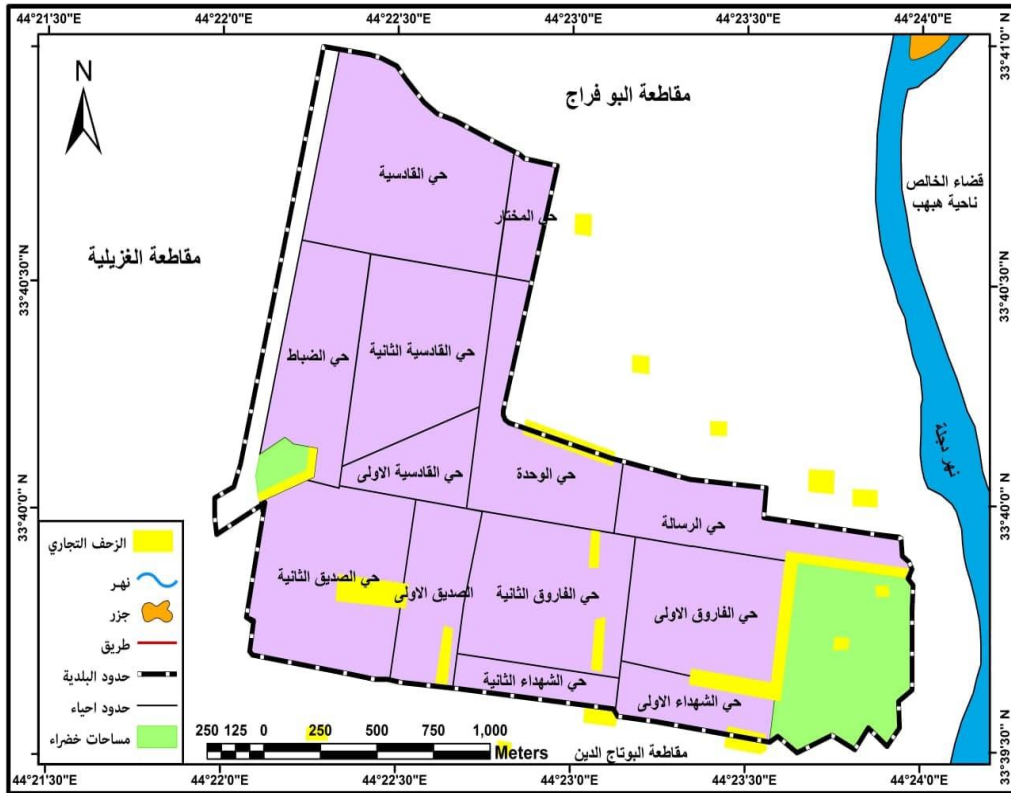 44°21'30"E 44°22'0"E 44°22'30"E 44°23'0"E 44°23'30"E 44°24'0"E
33°41'0" N
33°40'30"N
33°40'0" N
33°41'0" N
33°40'30"N
33°40'0" N
33°39'30"N
N
مقاطعة البو فراج
قضاء الخالص
ناحية هبهب
مقاطعة الغزيلية
حي القادسية
حي المختار
حي الضباط
حي القادسية الثانية
حي القادسية الاولى
حي الوحدة
حي الرسالة
نهر دجلة
حي الصديق الثانية
الصديق الاولى
حي الفاروق الثانية
حي الفاروق الاولى
حي الشهداء الثانية
حي الشهداء الاولى
مقاطعة البوتاج الدين
الزحف التجاري
نهر
جزر
طريق
حدود البلدية
حدود احياء
مساحات خضراء
250 125 0 250 500 750 1,000
Meters
44°21'30"E 44°22'0"E 44°22'30"E 44°23'0"E 44°23'30"E 44°24'0"E